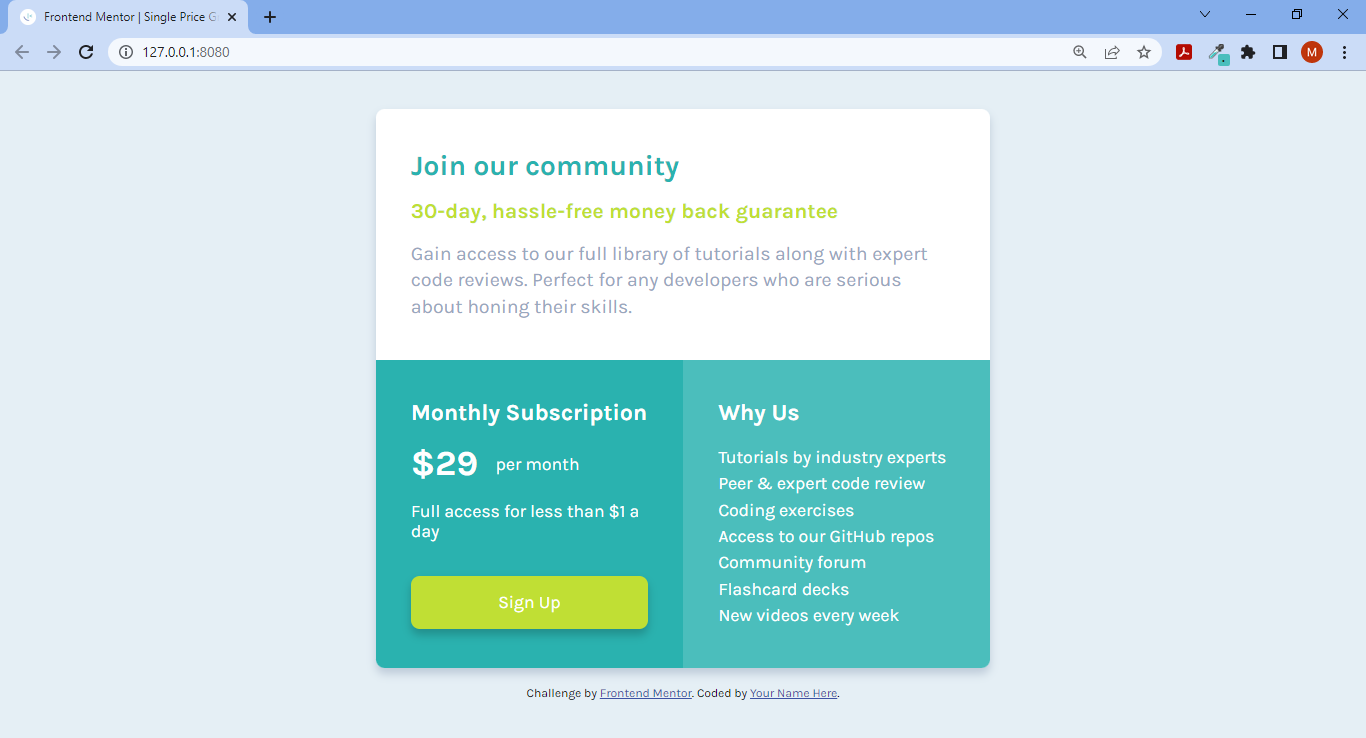 Frontend Mentor | Single Price G
127.0.0.1:8080
M
Join our community
30-day, hassle-free money back guarantee
Gain access to our full library of tutorials along with expert
code reviews. Perfect for any developers who are serious
about honing their skills.
Monthly Subscription
$29 per month
Full access for less than $1 a
day
Sign Up
Why Us
Tutorials by industry experts
Peer & expert code review
Coding exercises
Access to our GitHub repos
Community forum
Flashcard decks
New videos every week
Challenge by Frontend Mentor. Coded by Your Name Here.